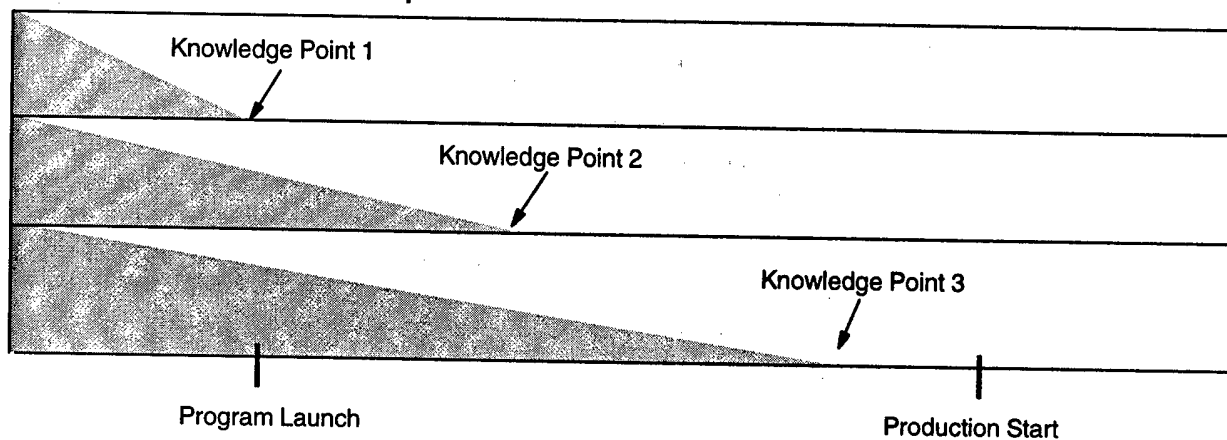 Knowledge Point 1
Knowledge Point 2
Knowledge Point 3
Program Launch
Production Start